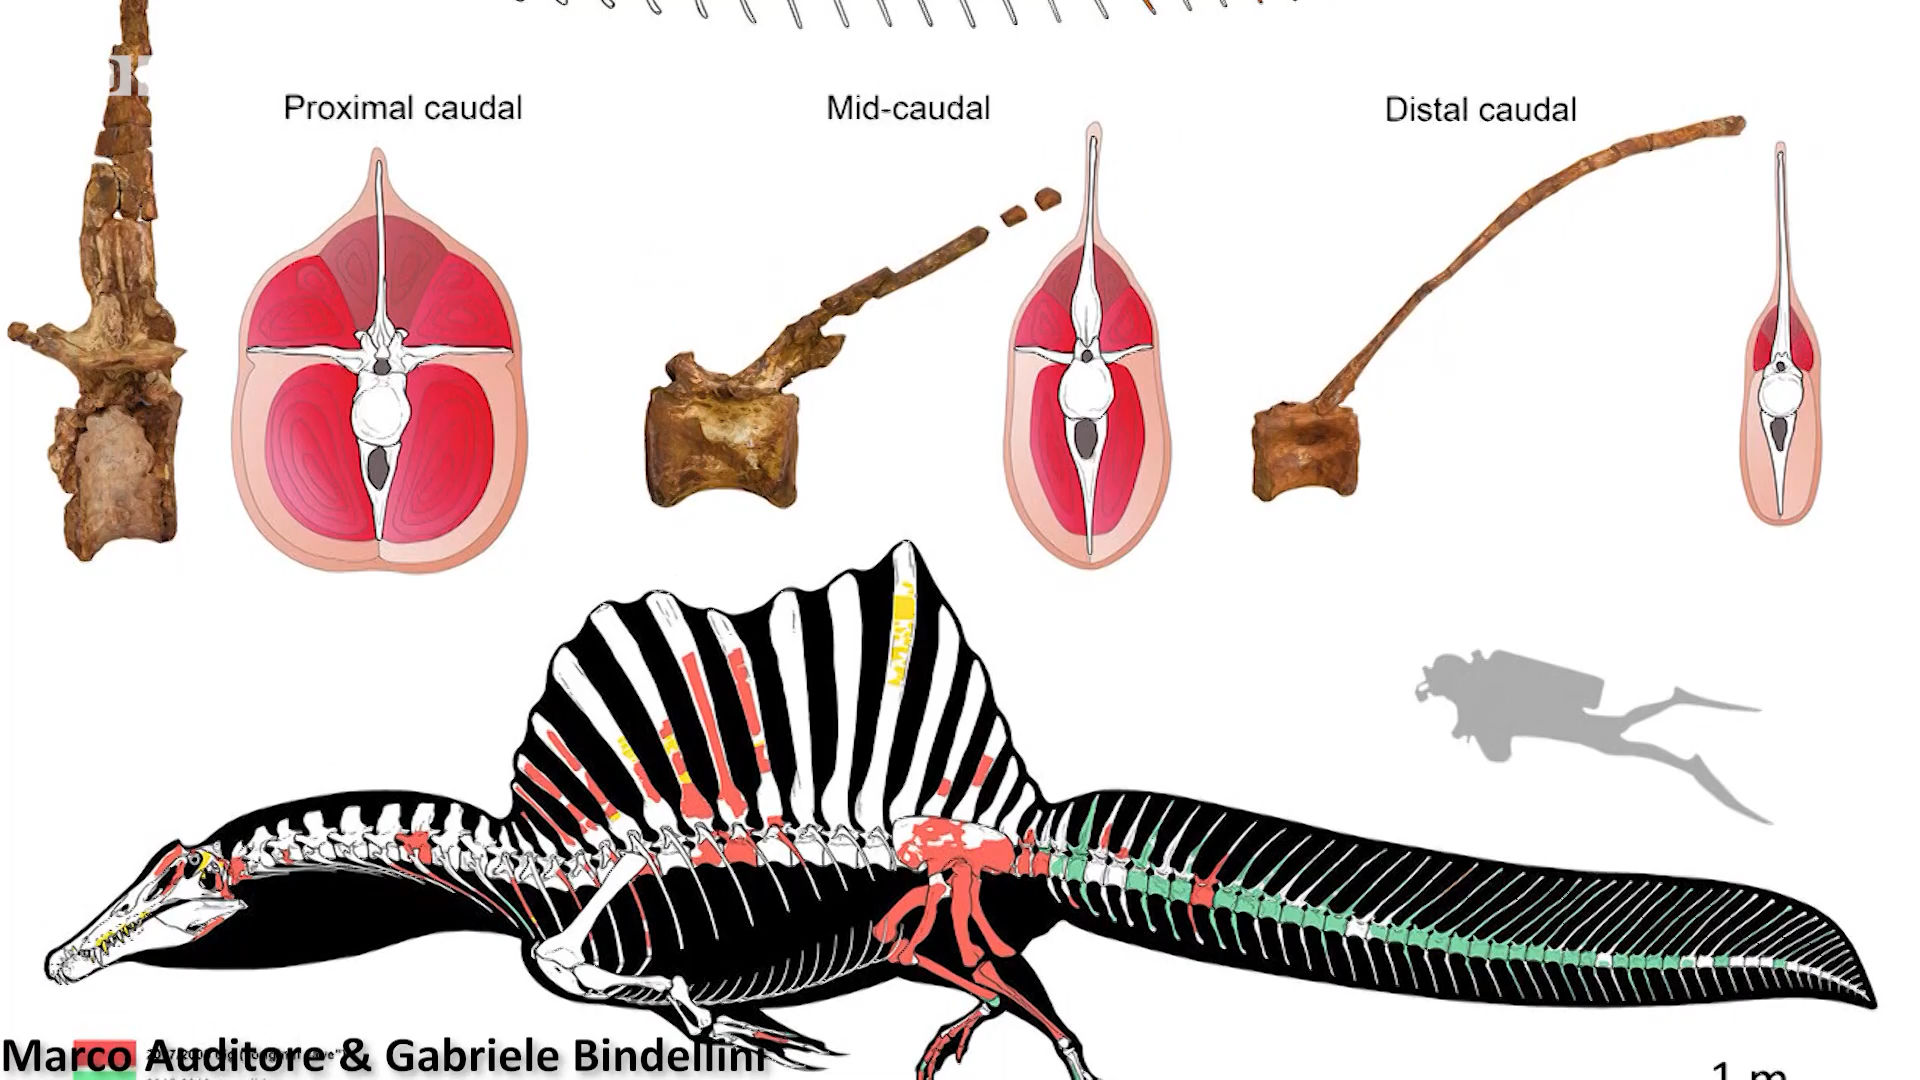 Proximal caudal
Mid-caudal
Distal caudal
Marco Auditore & Gabriele Bindellini
1 m